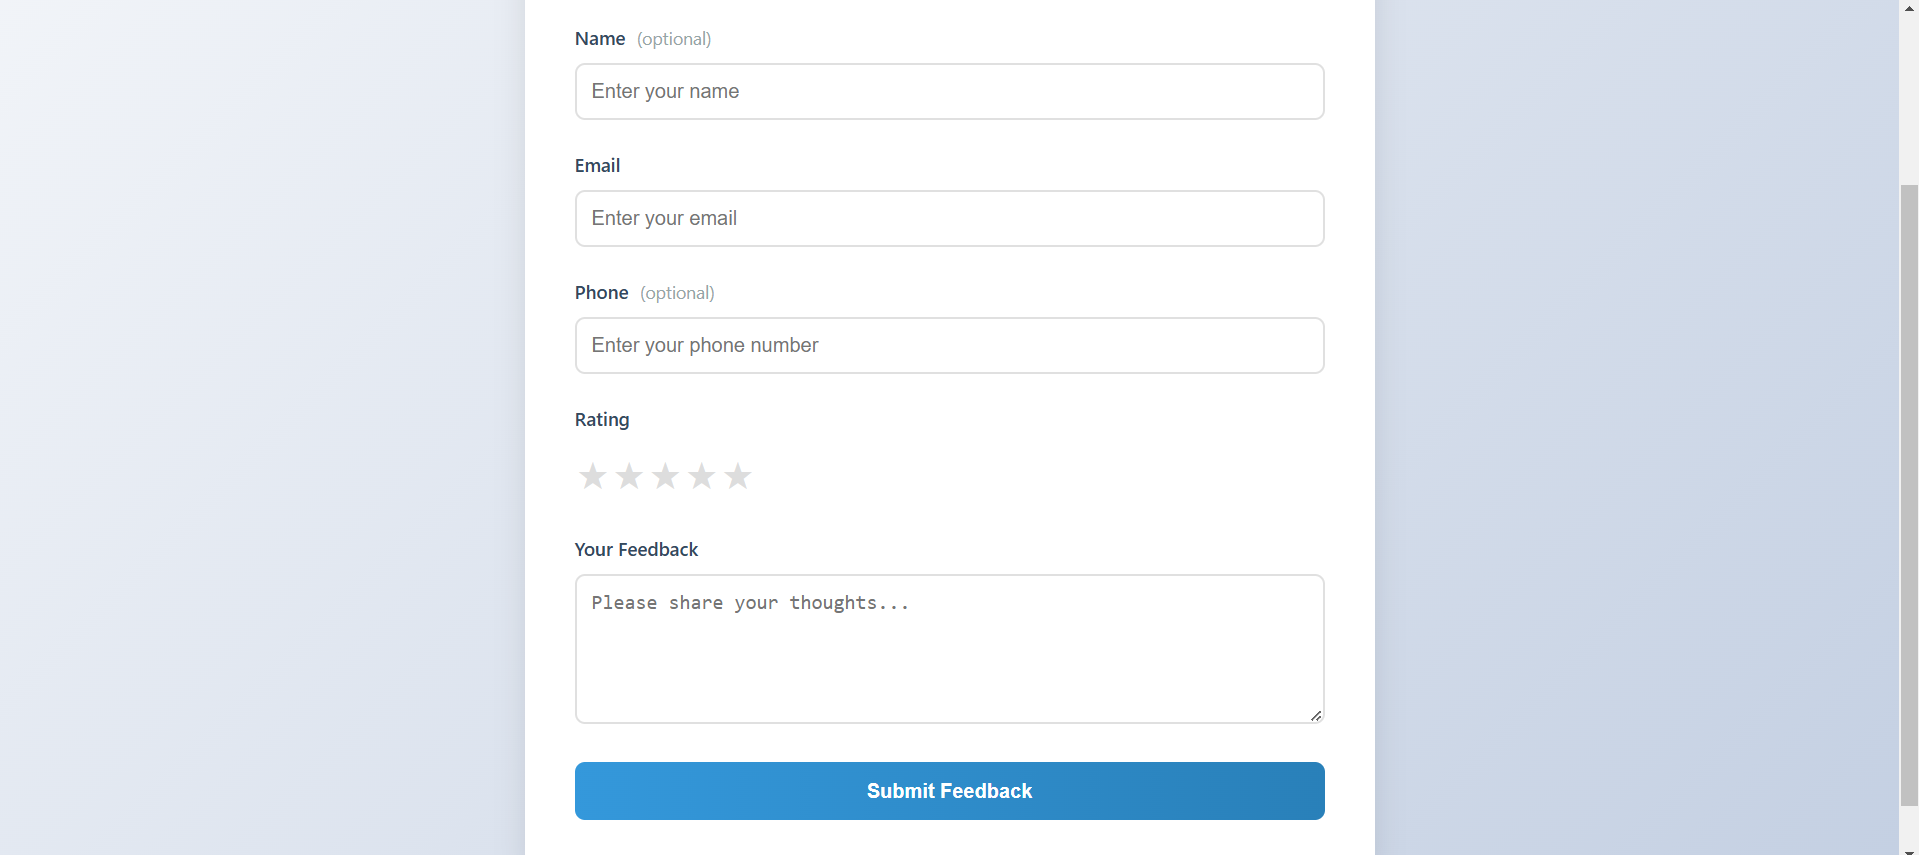 Name (optional)
Enter your name
Email
Enter your email
Phone (optional)
Enter your phone number
Rating
★★★★★
Your Feedback
Please share your thoughts...
Submit Feedback